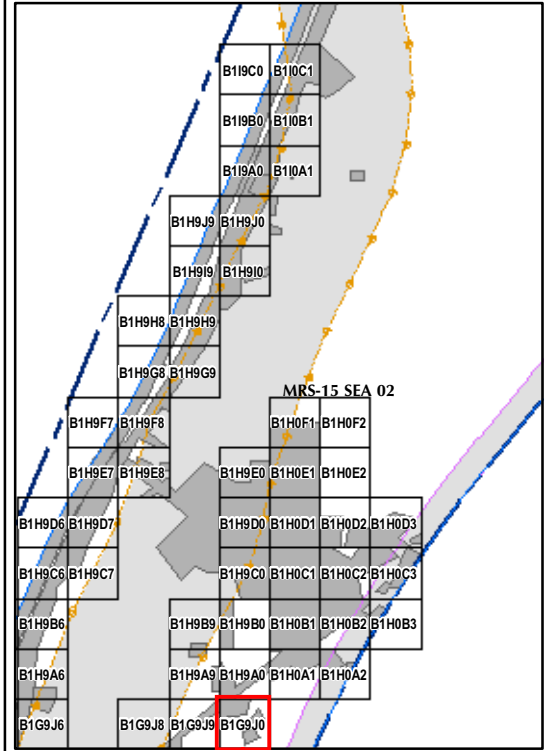 B1I9C0 B1I0C1
B1I9B0 B1I0B1
B1I9A0 B1I0A1
B1H9J9 B1H9J0
B1H9I9 B1H9I0
B1H9H8 B1H9H9
B1H9G8 B1H9G9
MRS-15 SEA 02
B1H9F7 B1H9F8 B1H0F1 B1H0F2
B1H9E7 B1H9E8 B1H9E0 B1H0E1 B1H0E2
B1H9D6 B1H9D7 B1H9D0 B1H0D1 B1H0D2 B1H0D3
B1H9C6 B1H9C7 B1H9C0 B1H0C1 B1H0C2 B1H0C3
B1H9B6 B1H9B9 B1H9B0 B1H0B1 B1H0B2 B1H0B3
B1H9A6 B1H9A9 B1H9A0 B1H0A1 B1H0A2
B1G9J6 B1G9J8 B1G9J9 B1G9J0